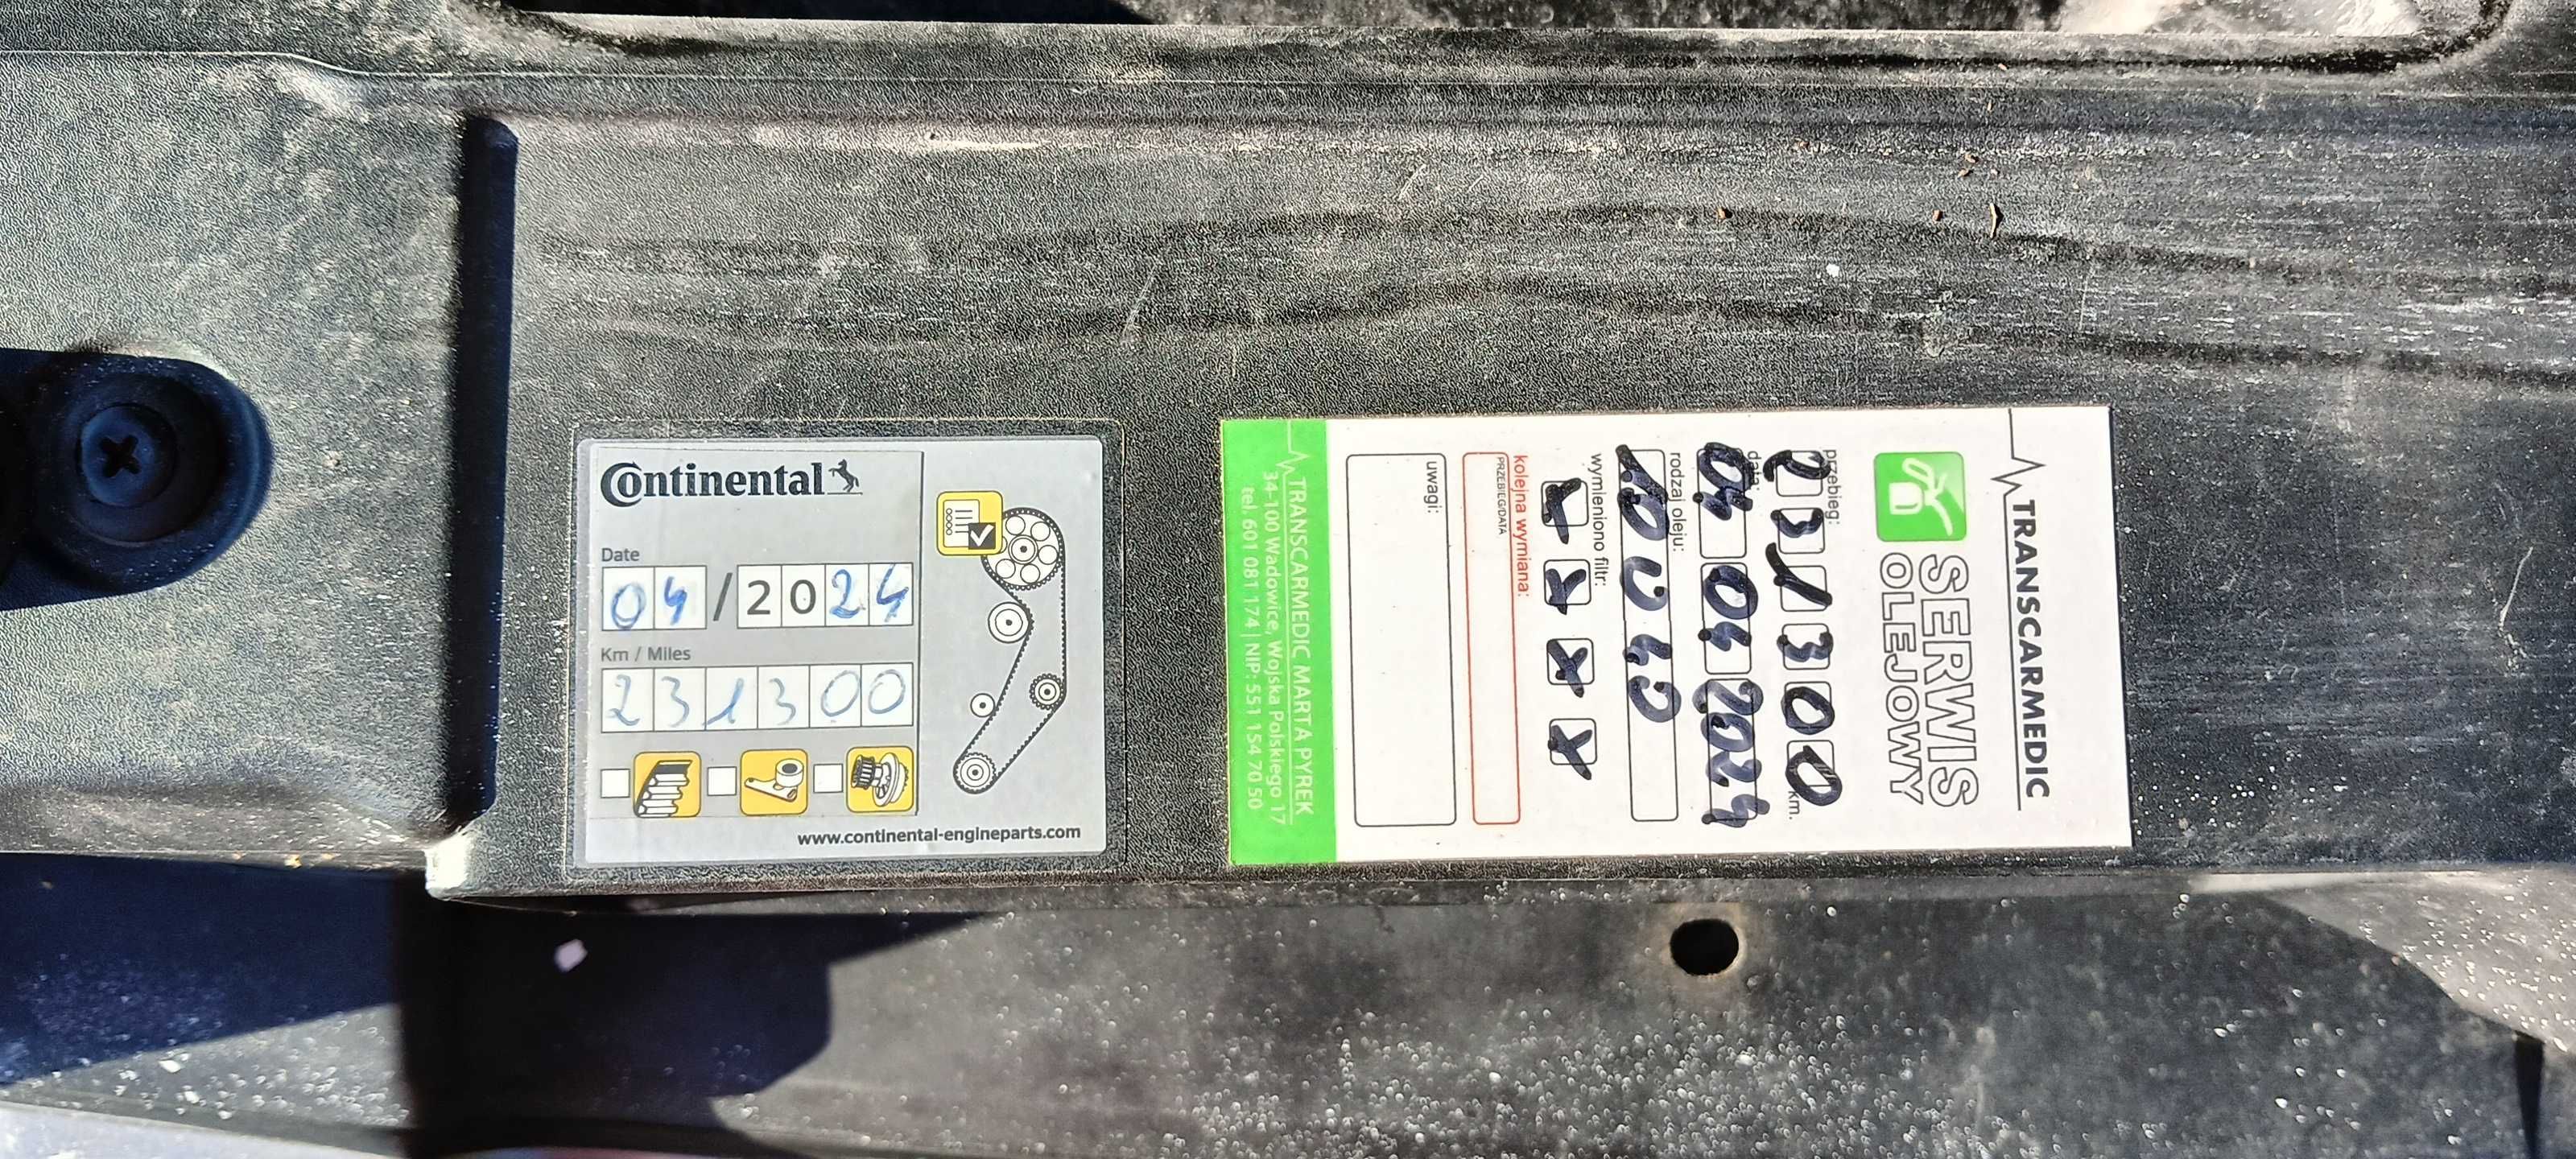 Continental
Date
04/2024
Km / Miles
231300
www.continental-engineparts.com
TRANSCARMEDIC
SERWIS
OLEJOWY
przebieg:
231300 km.
data:
04 04 2024
rodzaj oleju:
10W40
wymieniono filtr:
X X X X
kolejna wymiana:
PRZEBIEG/DATA
uwagi:
TRANSCARMEDIC MARTA PYREK
34-100 Wadowice, Wojska Polskiego 17
tel. 601 081 174 | NIP: 551 154 70 50